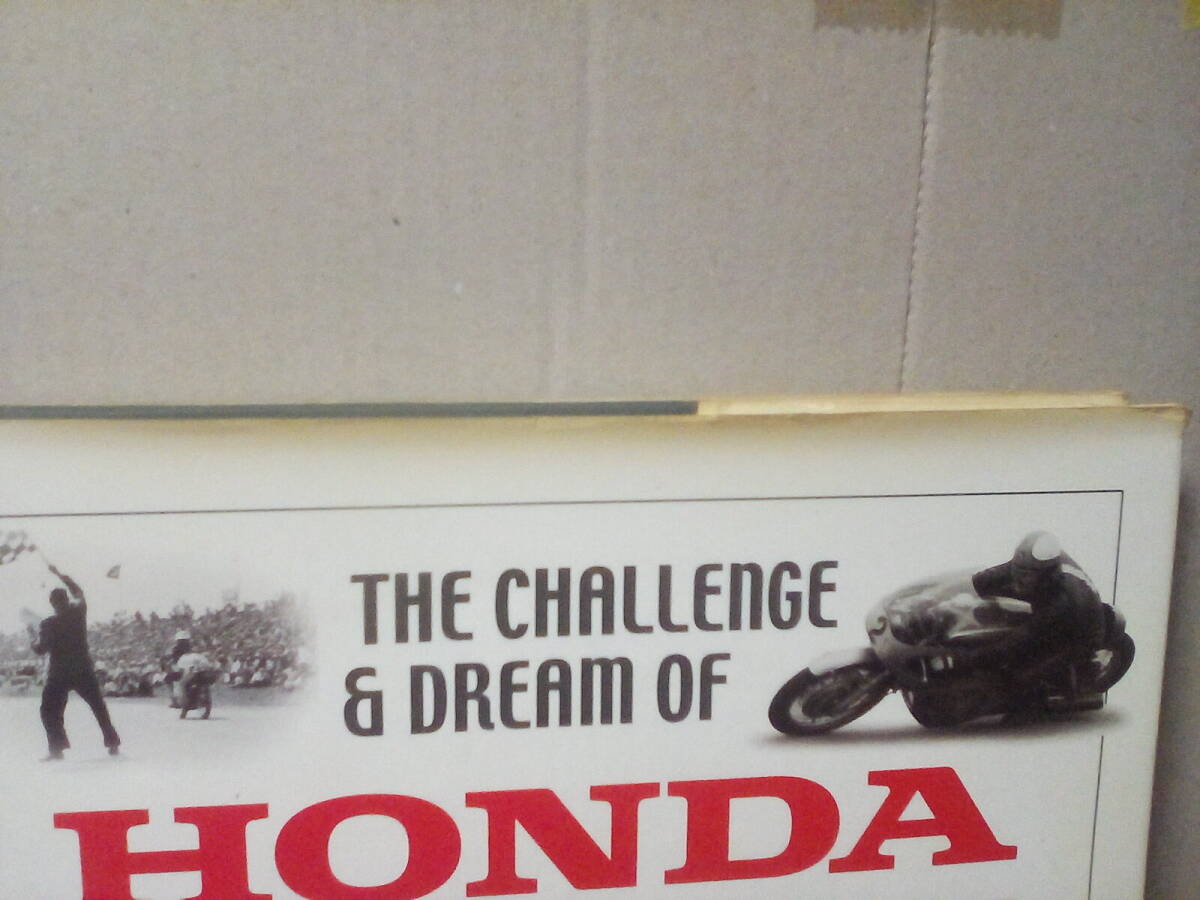 THE CHALLENGE
& DREAM OF
HONDA